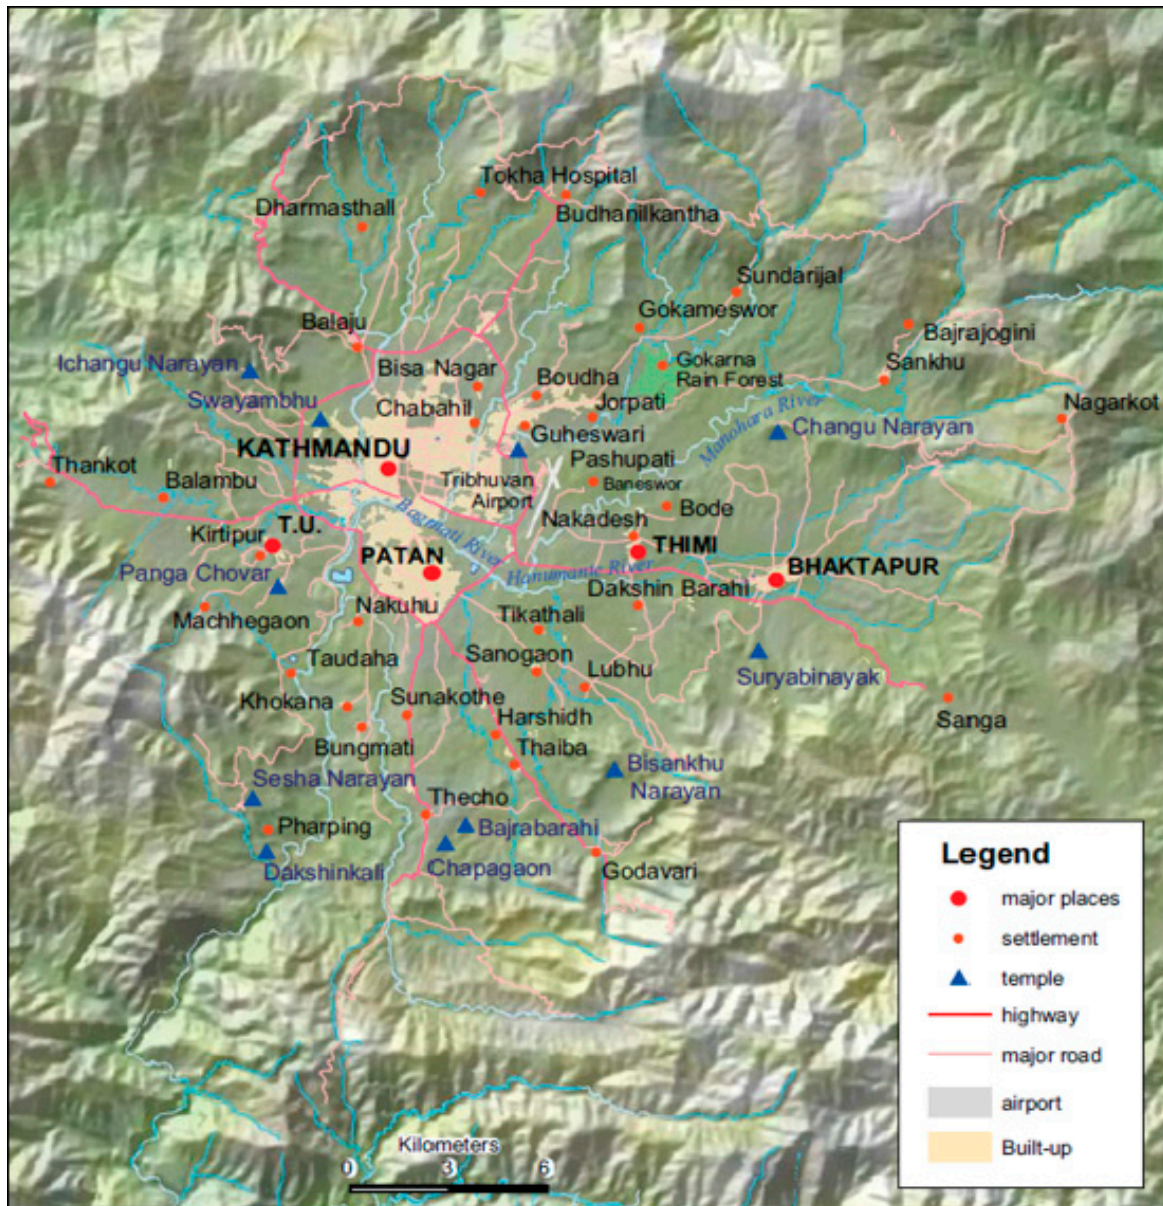 Tokha Hospital
Dharmasthall
Budhanilkantha
Sundarijal
Gokameswor
Balaju
Bajrajogini
Ichangu Narayan
Bisa Nagar
Boudha
Gokarna
Rain Forest
Sankhu
Swayambhu
Chabahil
Jorpati
Manohara River
Nagarkot
Guheswari
Changu Narayan
KATHMANDU
Thankot
Balambu
Tribhuvan
Airport
Pashupati
Baneswor
Bode
Kirtipur
T.U.
Bagmati River
Nakadesh
THIMI
PATAN
Hanumante River
BHAKTAPUR
Panga Chovar
Dakshin Barahi
Machhegaon
Nakuhu
Tikathali
Taudaha
Sanogaon
Lubhu
Suryabinayak
Khokana
Sunakothe
Harshidh
Sanga
Bungmati
Thaiba
Sesha Narayan
Bisankhu
Narayan
Thecho
Pharping
Bajrabarahi
Dakshinkali
Chapagaon
Godavari
Legend
major places
settlement
temple
highway
major road
airport
Built-up
Kilometers
0 3 6